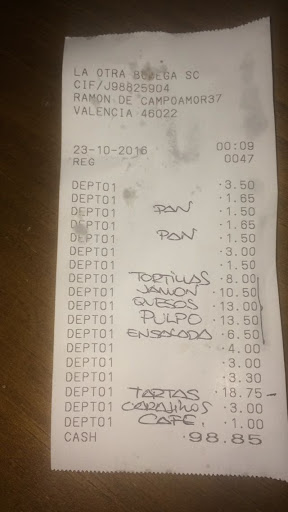 LA OTRA BODEGA SC
CIF/J98825904
RAMON DE CAMPOAMOR37
VALENCIA 46022
23-10-2016 00:09
REG 0047
DEPT01 ·3.50
DEPT01 ·1.65
DEPT01 PAN ·1.50
DEPT01 ·1.65
DEPT01 PAN ·1.50
DEPT01 ·3.00
DEPT01 ·1.50
DEPT01 TORTILLAS ·8.00
DEPT01 JAMON ·10.50
DEPT01 QUESOS ·13.00
DEPT01 PULPO ·13.50
DEPT01 ENSALADA ·6.50
DEPT01 ·4.00
DEPT01 ·3.00
DEPT01 ·3.30
DEPT01 TARTAS ·18.75
DEPT01 CARAJILLOS ·3.00
DEPT01 CAFE ·1.00
CASH ·98.85